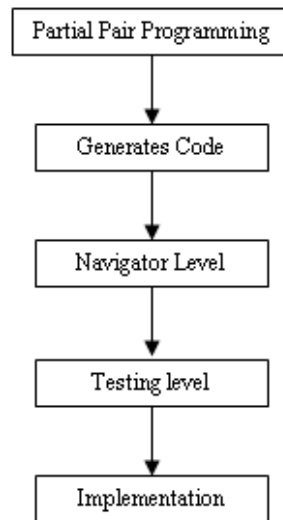 Partial Pair Programming
Generates Code
Navigator Level
Testing level
Implementation